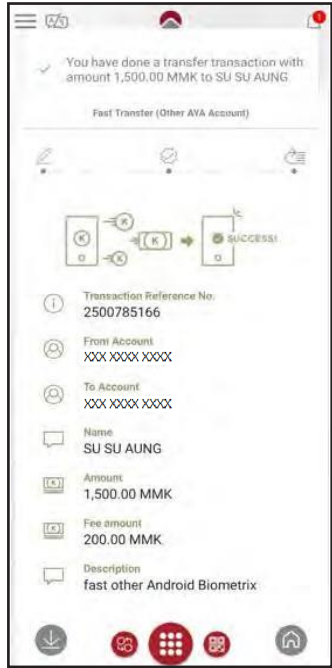 You have done a transfer transaction with
amount 1,500.00 MMK to SU SU AUNG
Fast Transfer (Other AYA Account)
SUCCESS!
Transaction Reference No.
2500785166
From Account
XXX XXXX XXXX
To Account
XXX XXXX XXXX
Name
SU SU AUNG
Amount
1,500.00 MMK
Fee amount
200.00 MMK
Description
fast other Android Biometrix